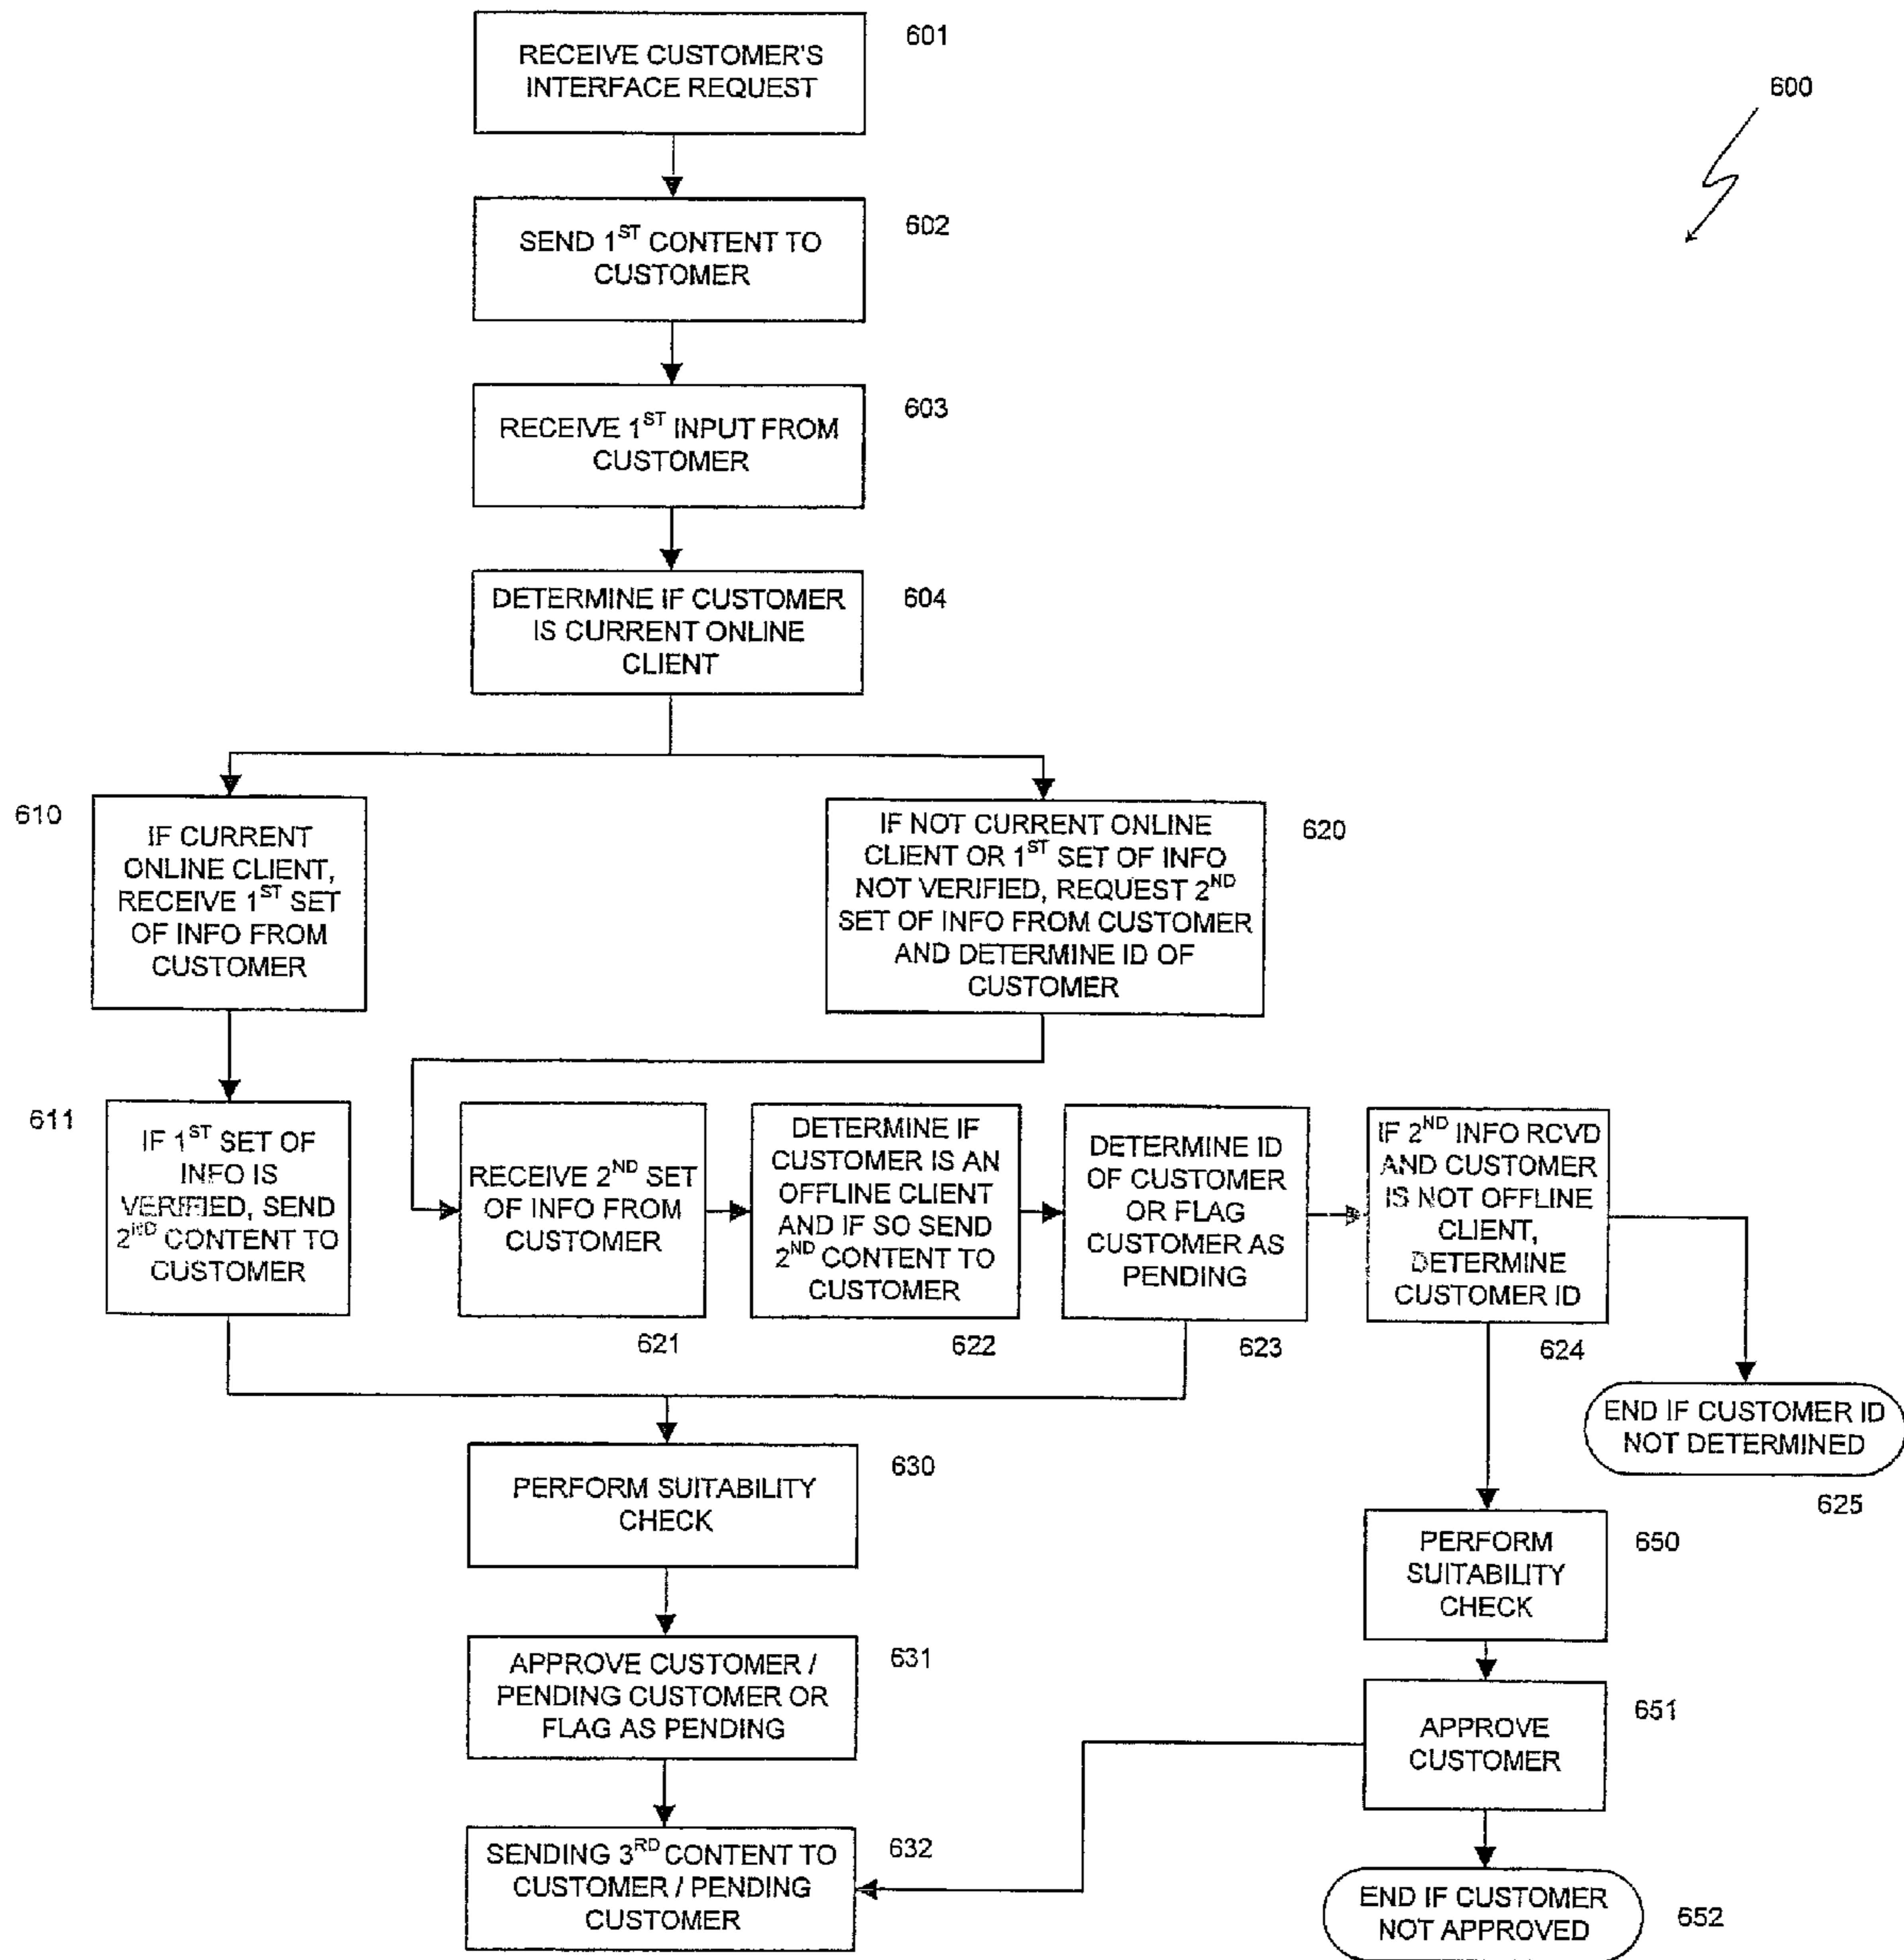 RECEIVE CUSTOMER'S
INTERFACE REQUEST
601
600
SEND 1ST CONTENT TO
CUSTOMER
602
RECEIVE 1ST INPUT FROM
CUSTOMER
603
DETERMINE IF CUSTOMER
IS CURRENT ONLINE
CLIENT
604
610
IF CURRENT
ONLINE CLIENT,
RECEIVE 1ST SET
OF INFO FROM
CUSTOMER
IF NOT CURRENT ONLINE
CLIENT OR 1ST SET OF INFO
NOT VERIFIED, REQUEST 2ND
SET OF INFO FROM CUSTOMER
AND DETERMINE ID OF
CUSTOMER
620
611
IF 1ST SET OF
INFO IS
VERIFIED, SEND
2ND CONTENT TO
CUSTOMER
RECEIVE 2ND SET
OF INFO FROM
CUSTOMER
621
DETERMINE IF
CUSTOMER IS AN
OFFLINE CLIENT
AND IF SO SEND
2ND CONTENT TO
CUSTOMER
622
DETERMINE ID
OF CUSTOMER
OR FLAG
CUSTOMER AS
PENDING
623
IF 2ND INFO RCVD
AND CUSTOMER
IS NOT OFFLINE
CLIENT,
DETERMINE
CUSTOMER ID
624
END IF CUSTOMER ID
NOT DETERMINED
625
PERFORM SUITABILITY
CHECK
630
PERFORM
SUITABILITY
CHECK
650
APPROVE CUSTOMER /
PENDING CUSTOMER OR
FLAG AS PENDING
631
APPROVE
CUSTOMER
651
SENDING 3RD CONTENT TO
CUSTOMER / PENDING
CUSTOMER
632
END IF CUSTOMER
NOT APPROVED
652